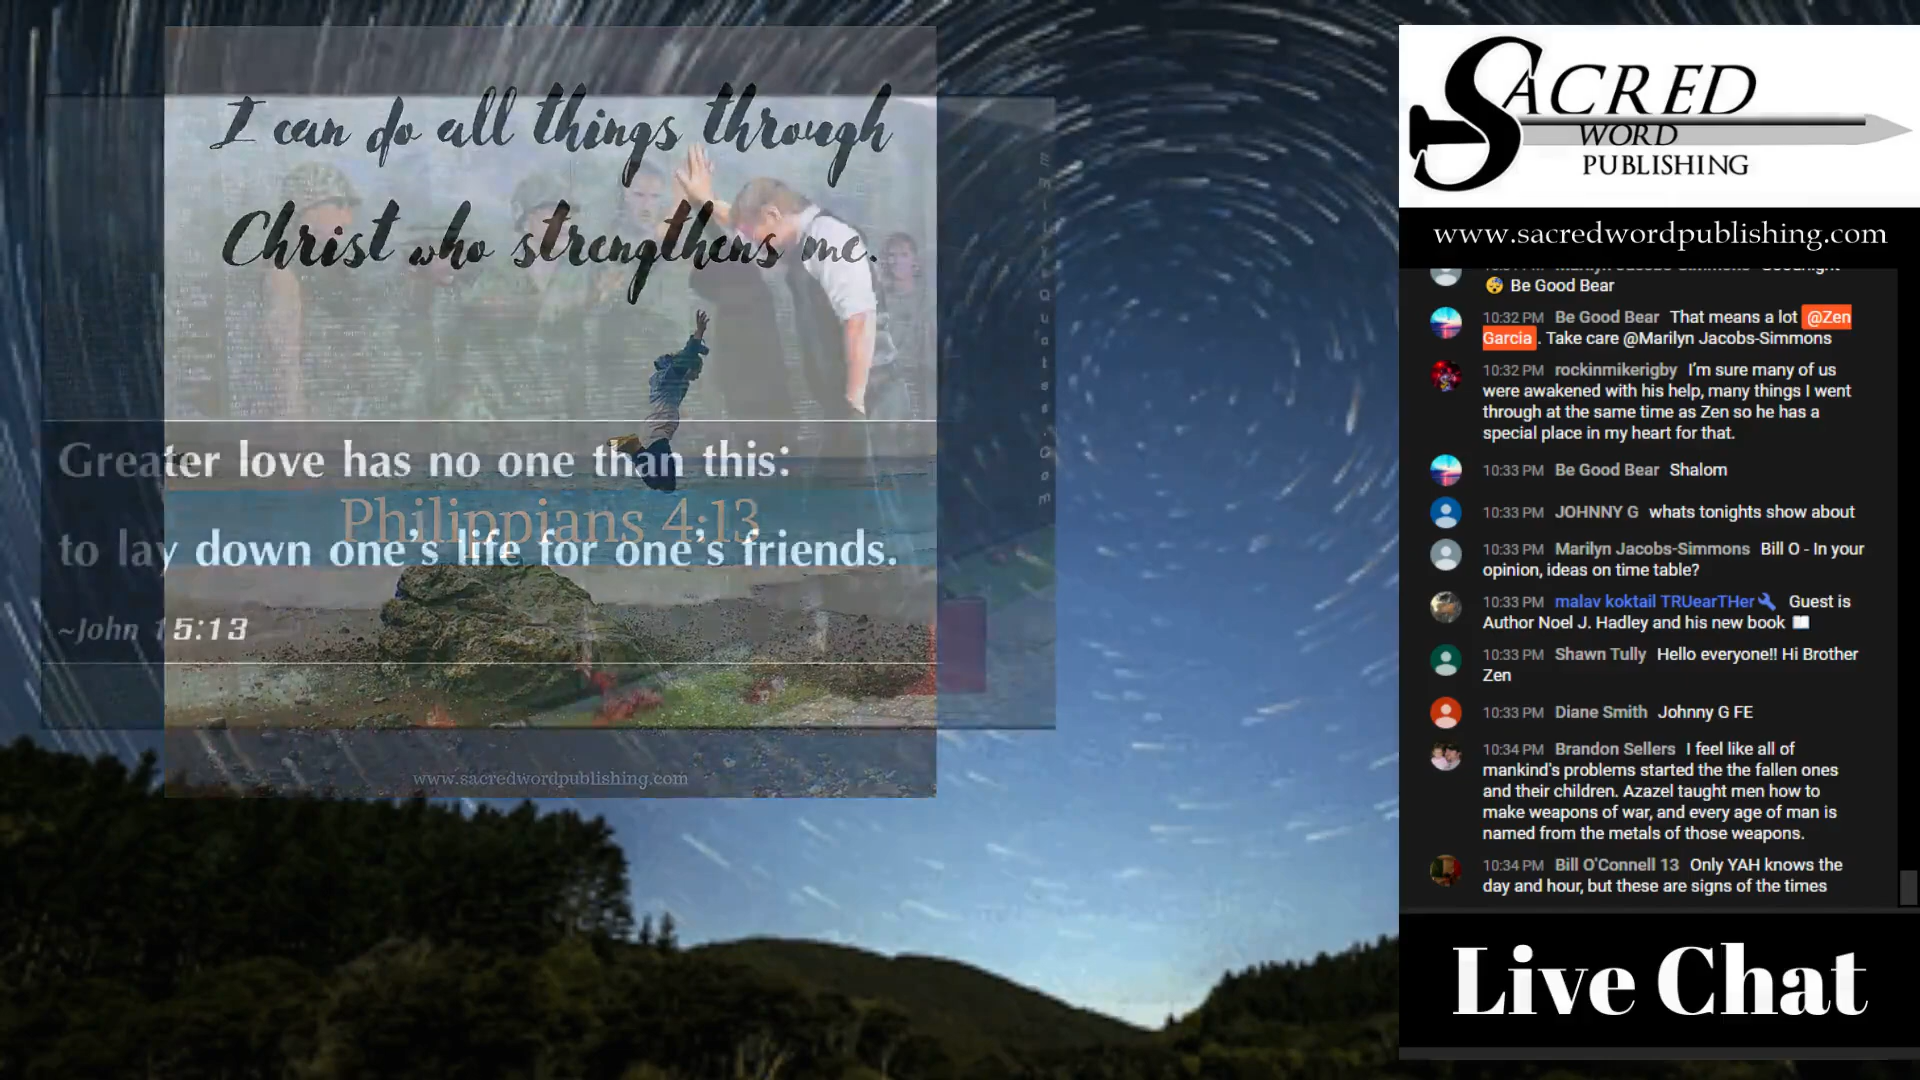 I can do all things through
Christ who strengthens me.
Greater love has no one than this:
Philippians 4:13
to lay down one's life for one's friends.
~John 15:13
www.sacredwordpublishing.com
EmilysQuotes.Com
SACRED
WORD
PUBLISHING
www.sacredwordpublishing.com
😴 Be Good Bear
10:32 PM Be Good Bear That means a lot @Zen
Garcia . Take care @Marilyn Jacobs-Simmons
10:32 PM rockinmikerigby I'm sure many of us
were awakened with his help, many things I went
through at the same time as Zen so he has a
special place in my heart for that.
10:33 PM Be Good Bear Shalom
10:33 PM JOHNNY G whats tonights show about
10:33 PM Marilyn Jacobs-Simmons Bill O - In your
opinion, ideas on time table?
10:33 PM malav koktail TRUearTHer🔧 Guest is
Author Noel J. Hadley and his new book 📖
10:33 PM Shawn Tully Hello everyone!! Hi Brother
Zen
10:33 PM Diane Smith Johnny G FE
10:34 PM Brandon Sellers I feel like all of
mankind's problems started the the fallen ones
and their children. Azazel taught men how to
make weapons of war, and every age of man is
named from the metals of those weapons.
10:34 PM Bill O'Connell 13 Only YAH knows the
day and hour, but these are signs of the times
Live Chat